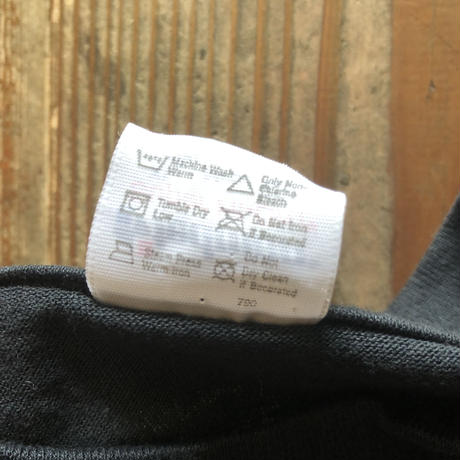 Machine Wash
Warm
Only Non-
Chlorine
Bleach
Tumble Dry
Low
Do Not Iron
if Decorated
Steam Press
Warm Iron
Do Not
Dry Clean
if Decorated
790